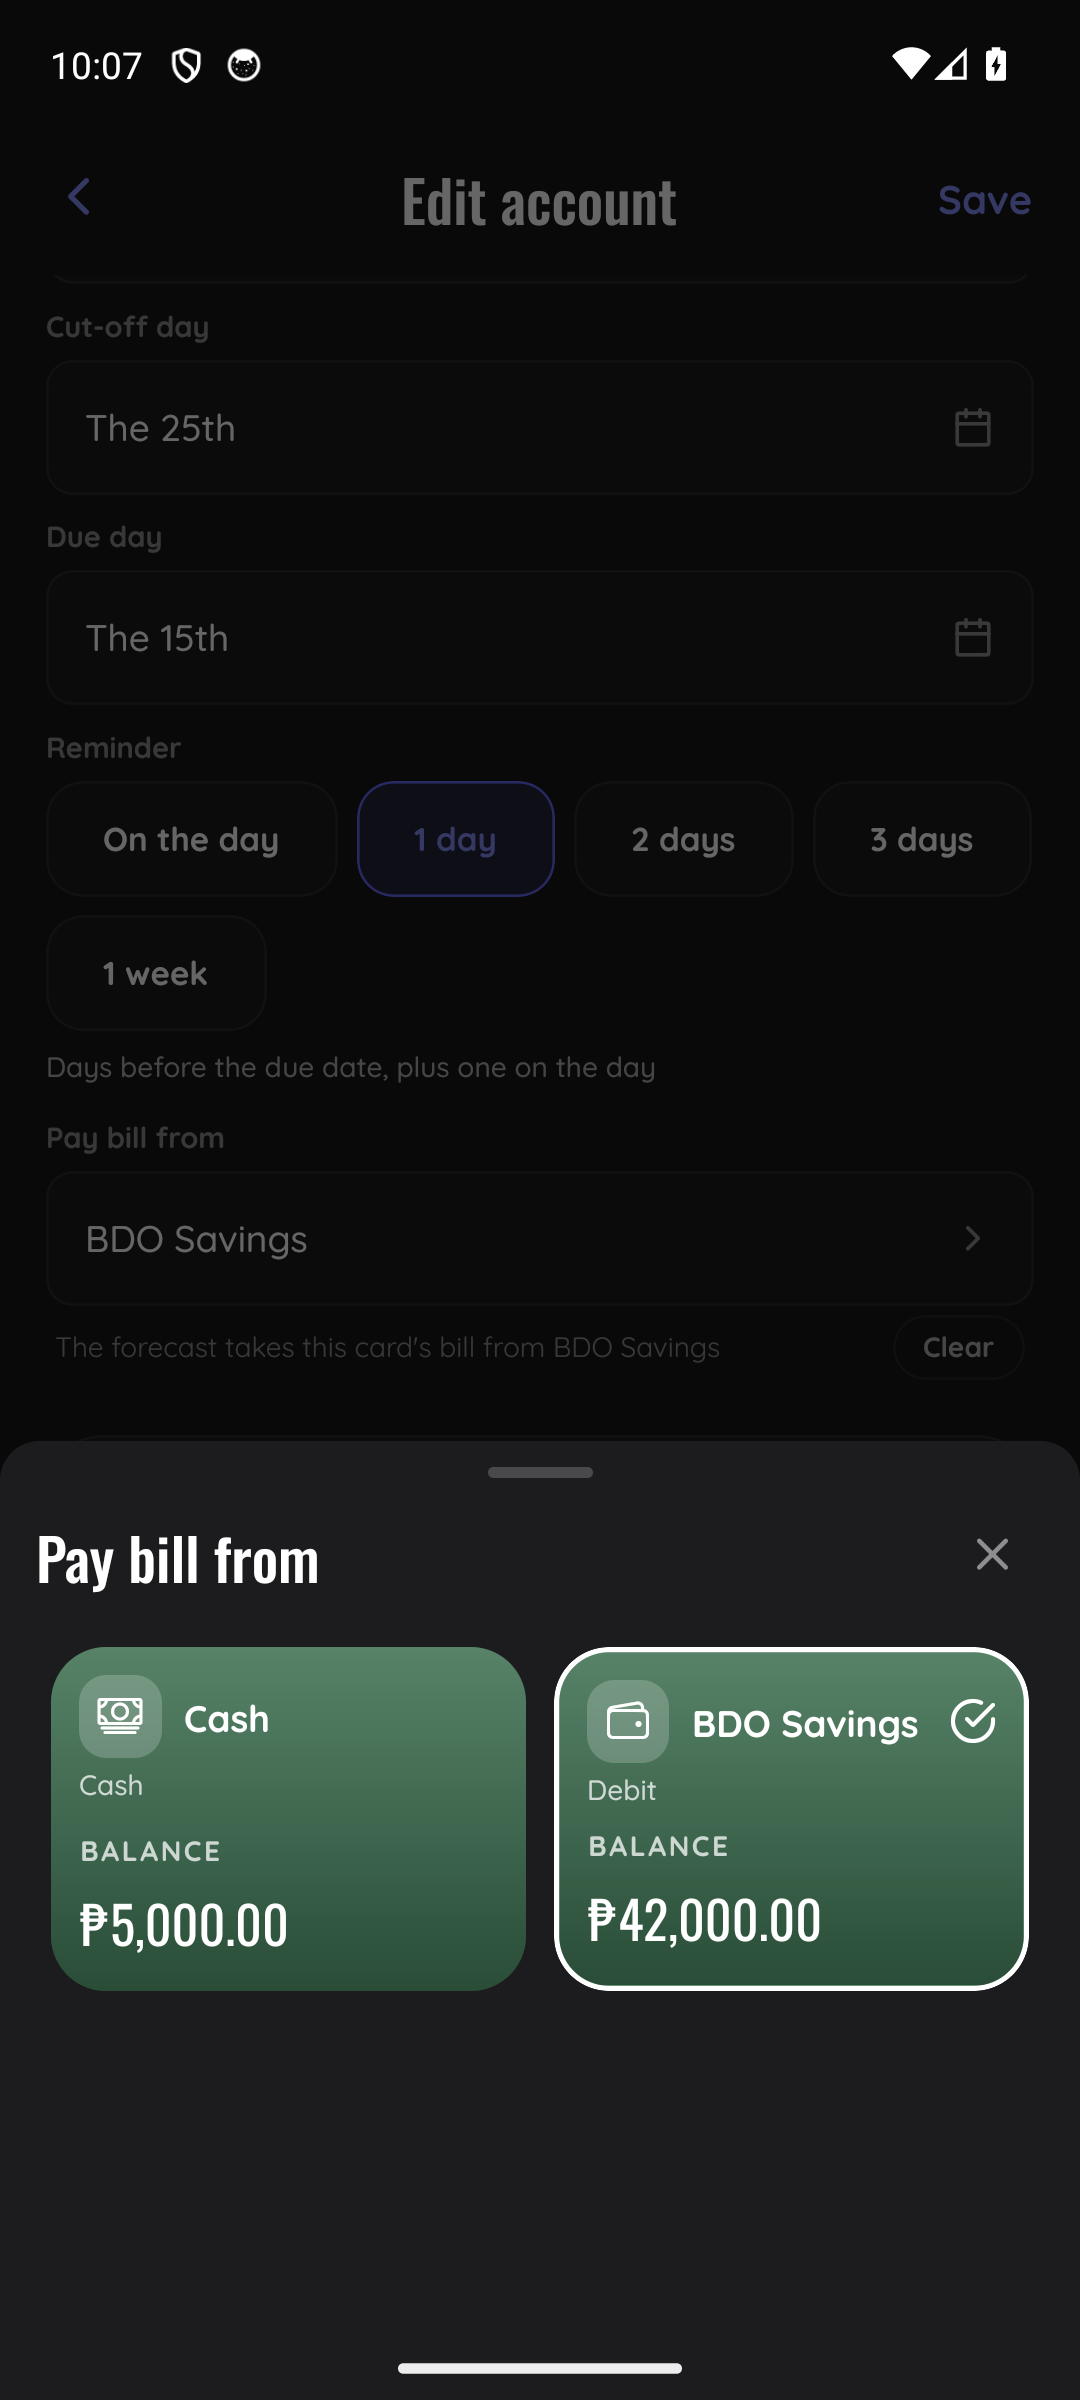 10:07
Edit account
Save
Cut-off day
The 25th
Due day
The 15th
Reminder
On the day
1 day
2 days
3 days
1 week
Days before the due date, plus one on the day
Pay bill from
BDO Savings
The forecast takes this card's bill from BDO Savings
Clear
Pay bill from
Cash
Cash
BALANCE
₱5,000.00
BDO Savings
Debit
BALANCE
₱42,000.00